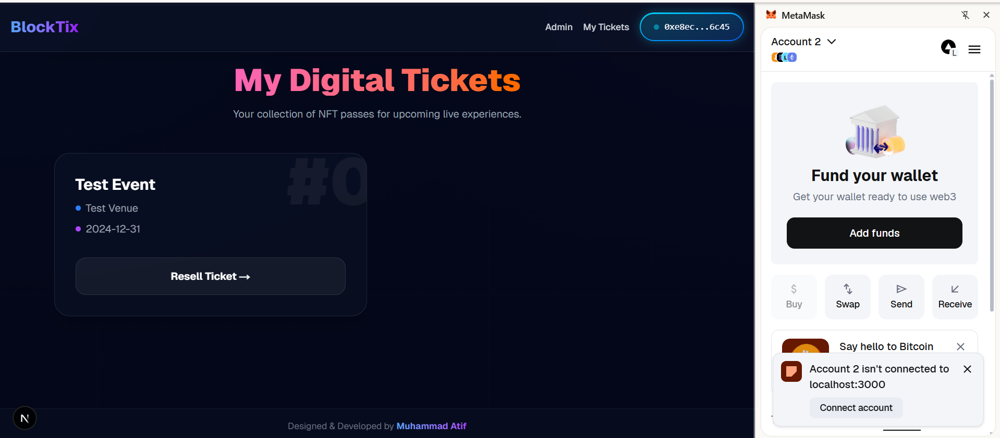 BlockTix
Admin
My Tickets
0xe8ec...6c45
My Digital Tickets
Your collection of NFT passes for upcoming live experiences.
#0
Test Event
Test Venue
2024-12-31
Resell Ticket →
N
Designed & Developed by Muhammad Atif
MetaMask
Account 2
L
L
Fund your wallet
Get your wallet ready to use web3
Add funds
$
Buy
Swap
Send
Receive
Say hello to Bitcoin
Account 2 isn't connected to
localhost:3000
Connect account